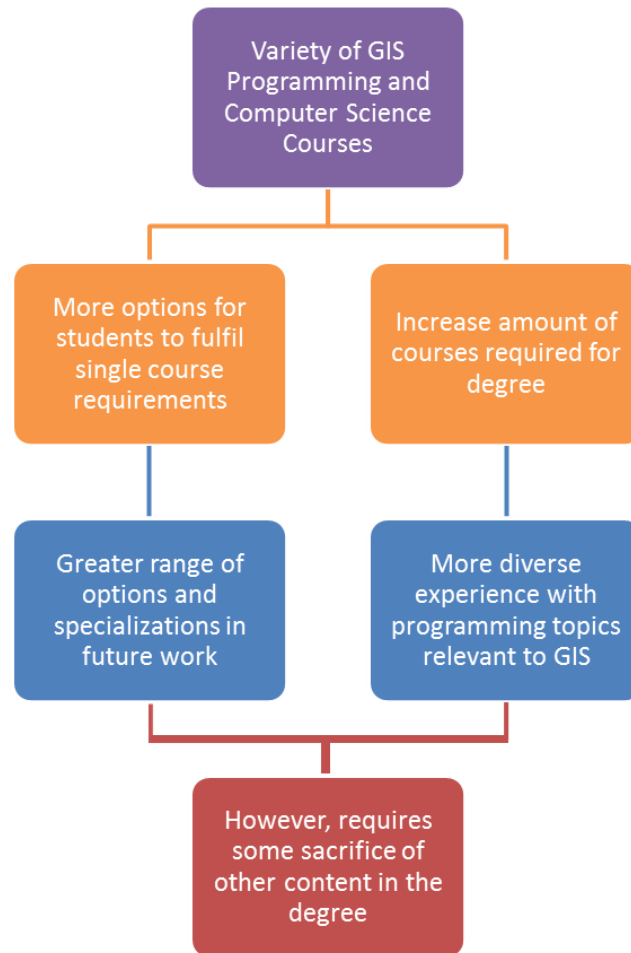 Variety of GIS
Programming and
Computer Science
Courses
More options for
students to fulfil
single course
requirements
Increase amount of
courses required for
degree
Greater range of
options and
specializations in
future work
More diverse
experience with
programming topics
relevant to GIS
However, requires
some sacrifice of
other content in the
degree